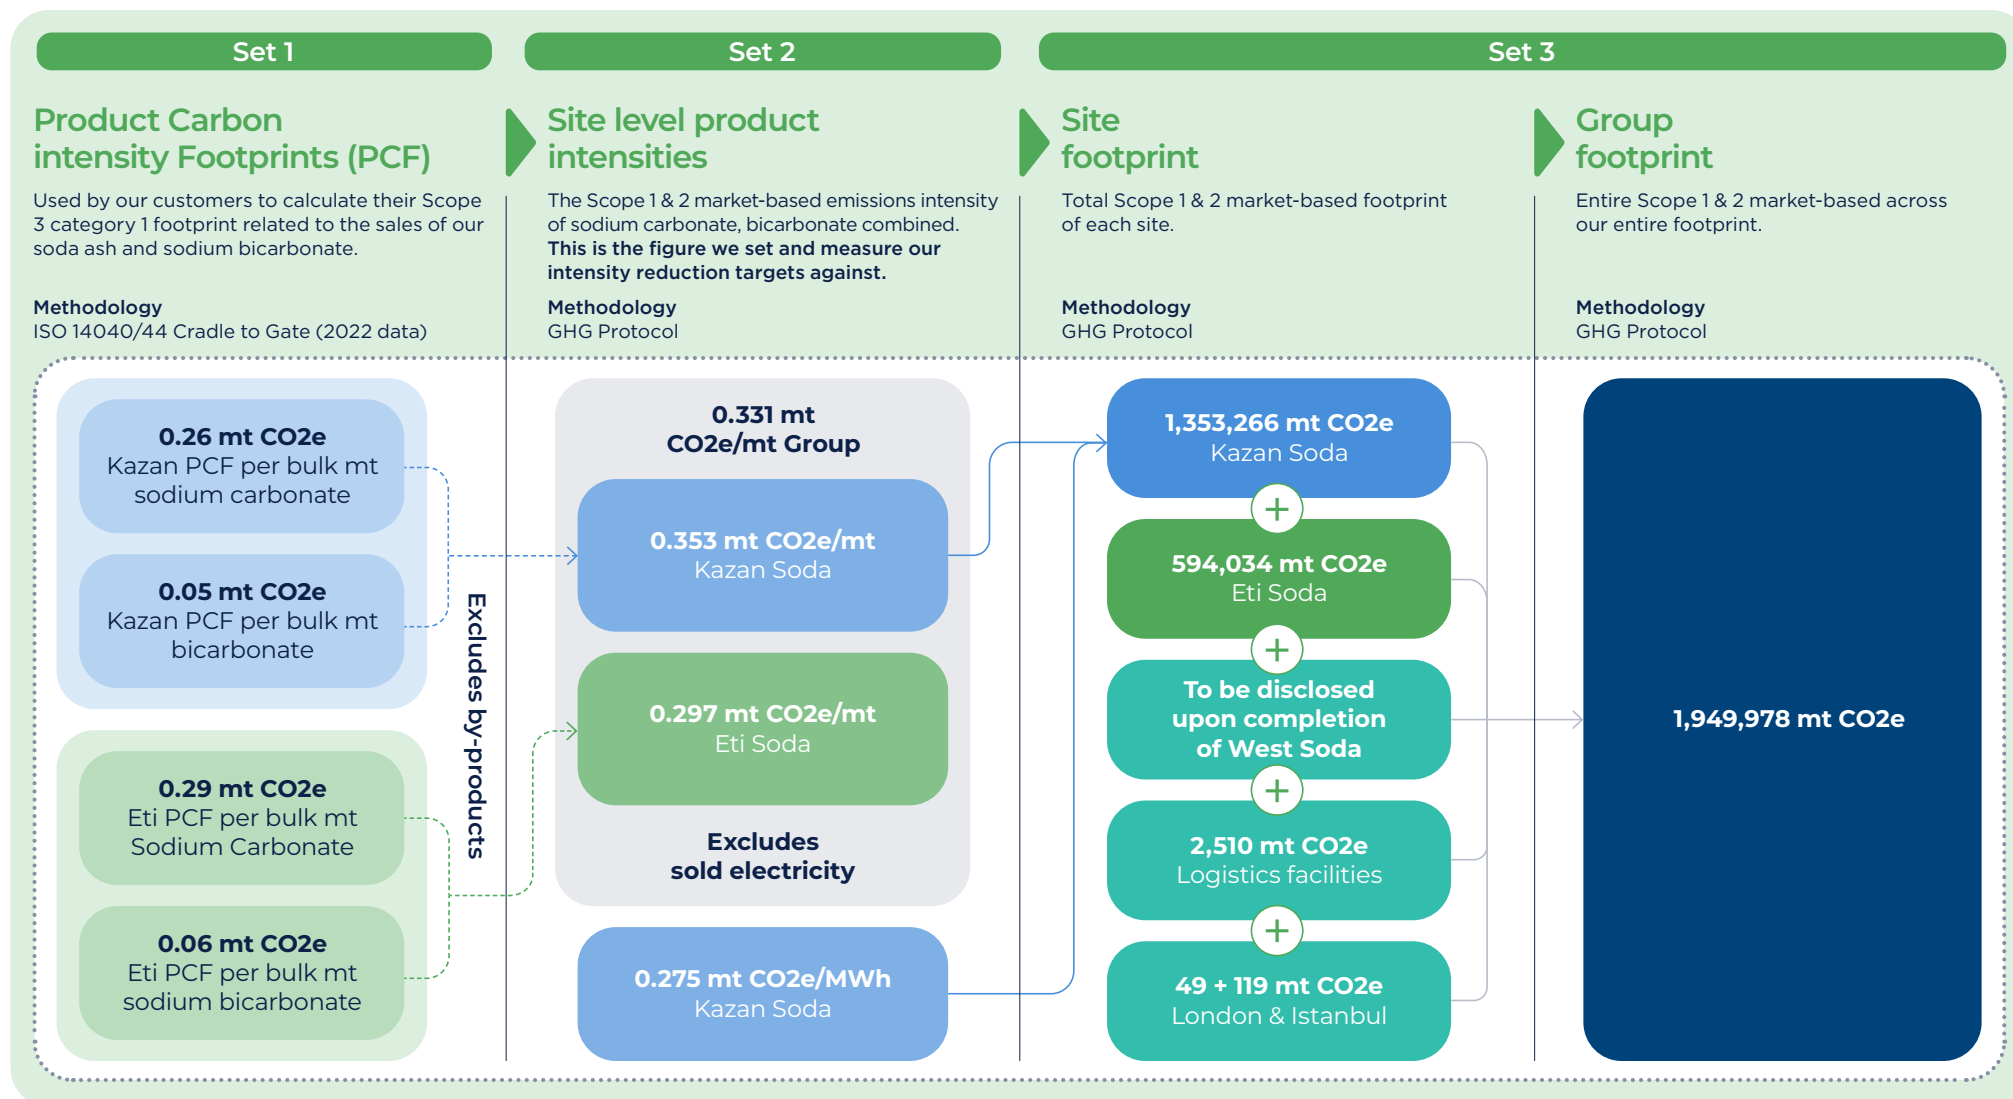 Set 1
Product Carbon
intensity Footprints (PCF)
Used by our customers to calculate their Scope
3 category 1 footprint related to the sales of our
soda ash and sodium bicarbonate.
Methodology
ISO 14040/44 Cradle to Gate (2022 data)
0.26 mt CO2e
Kazan PCF per bulk mt
sodium carbonate
0.05 mt CO2e
Kazan PCF per bulk mt
bicarbonate
0.29 mt CO2e
Eti PCF per bulk mt
Sodium Carbonate
0.06 mt CO2e
Eti PCF per bulk mt
sodium bicarbonate
Excludes by-products
Set 2
Site level product
intensities
The Scope 1 & 2 market-based emissions intensity
of sodium carbonate, bicarbonate combined.
This is the figure we set and measure our
intensity reduction targets against.
Methodology
GHG Protocol
0.331 mt
CO2e/mt Group
0.353 mt CO2e/mt
Kazan Soda
0.297 mt CO2e/mt
Eti Soda
Excludes
sold electricity
0.275 mt CO2e/MWh
Kazan Soda
Set 3
Site
footprint
Total Scope 1 & 2 market-based footprint
of each site.
Methodology
GHG Protocol
1,353,266 mt CO2e
Kazan Soda
+
594,034 mt CO2e
Eti Soda
+
To be disclosed
upon completion
of West Soda
+
2,510 mt CO2e
Logistics facilities
+
49 + 119 mt CO2e
London & Istanbul
Group
footprint
Entire Scope 1 & 2 market-based across
our entire footprint.
Methodology
GHG Protocol
1,949,978 mt CO2e